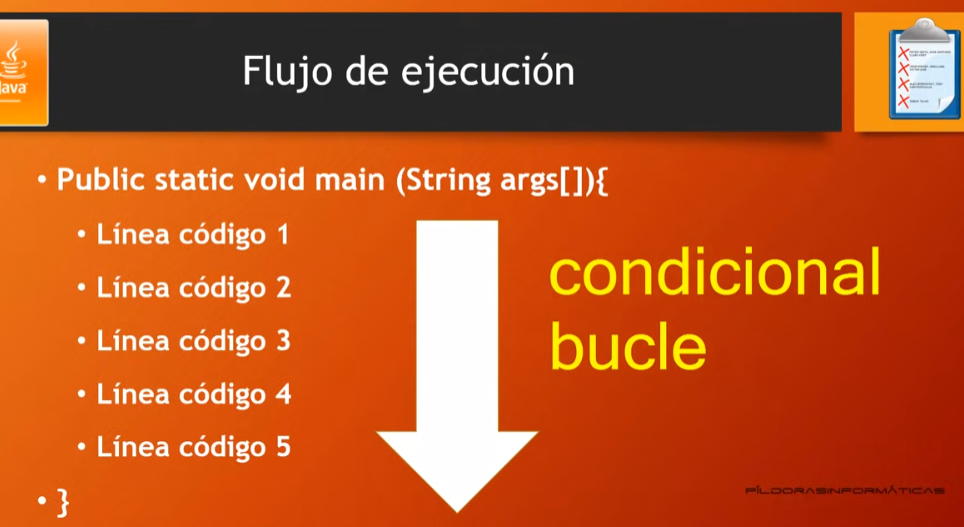 Java
Flujo de ejecución
• Public static void main (String args[]){
• Línea código 1
• Línea código 2
• Línea código 3
• Línea código 4
• Línea código 5
• }
condicional
bucle
PÍLDORASINFORMÁTICAS